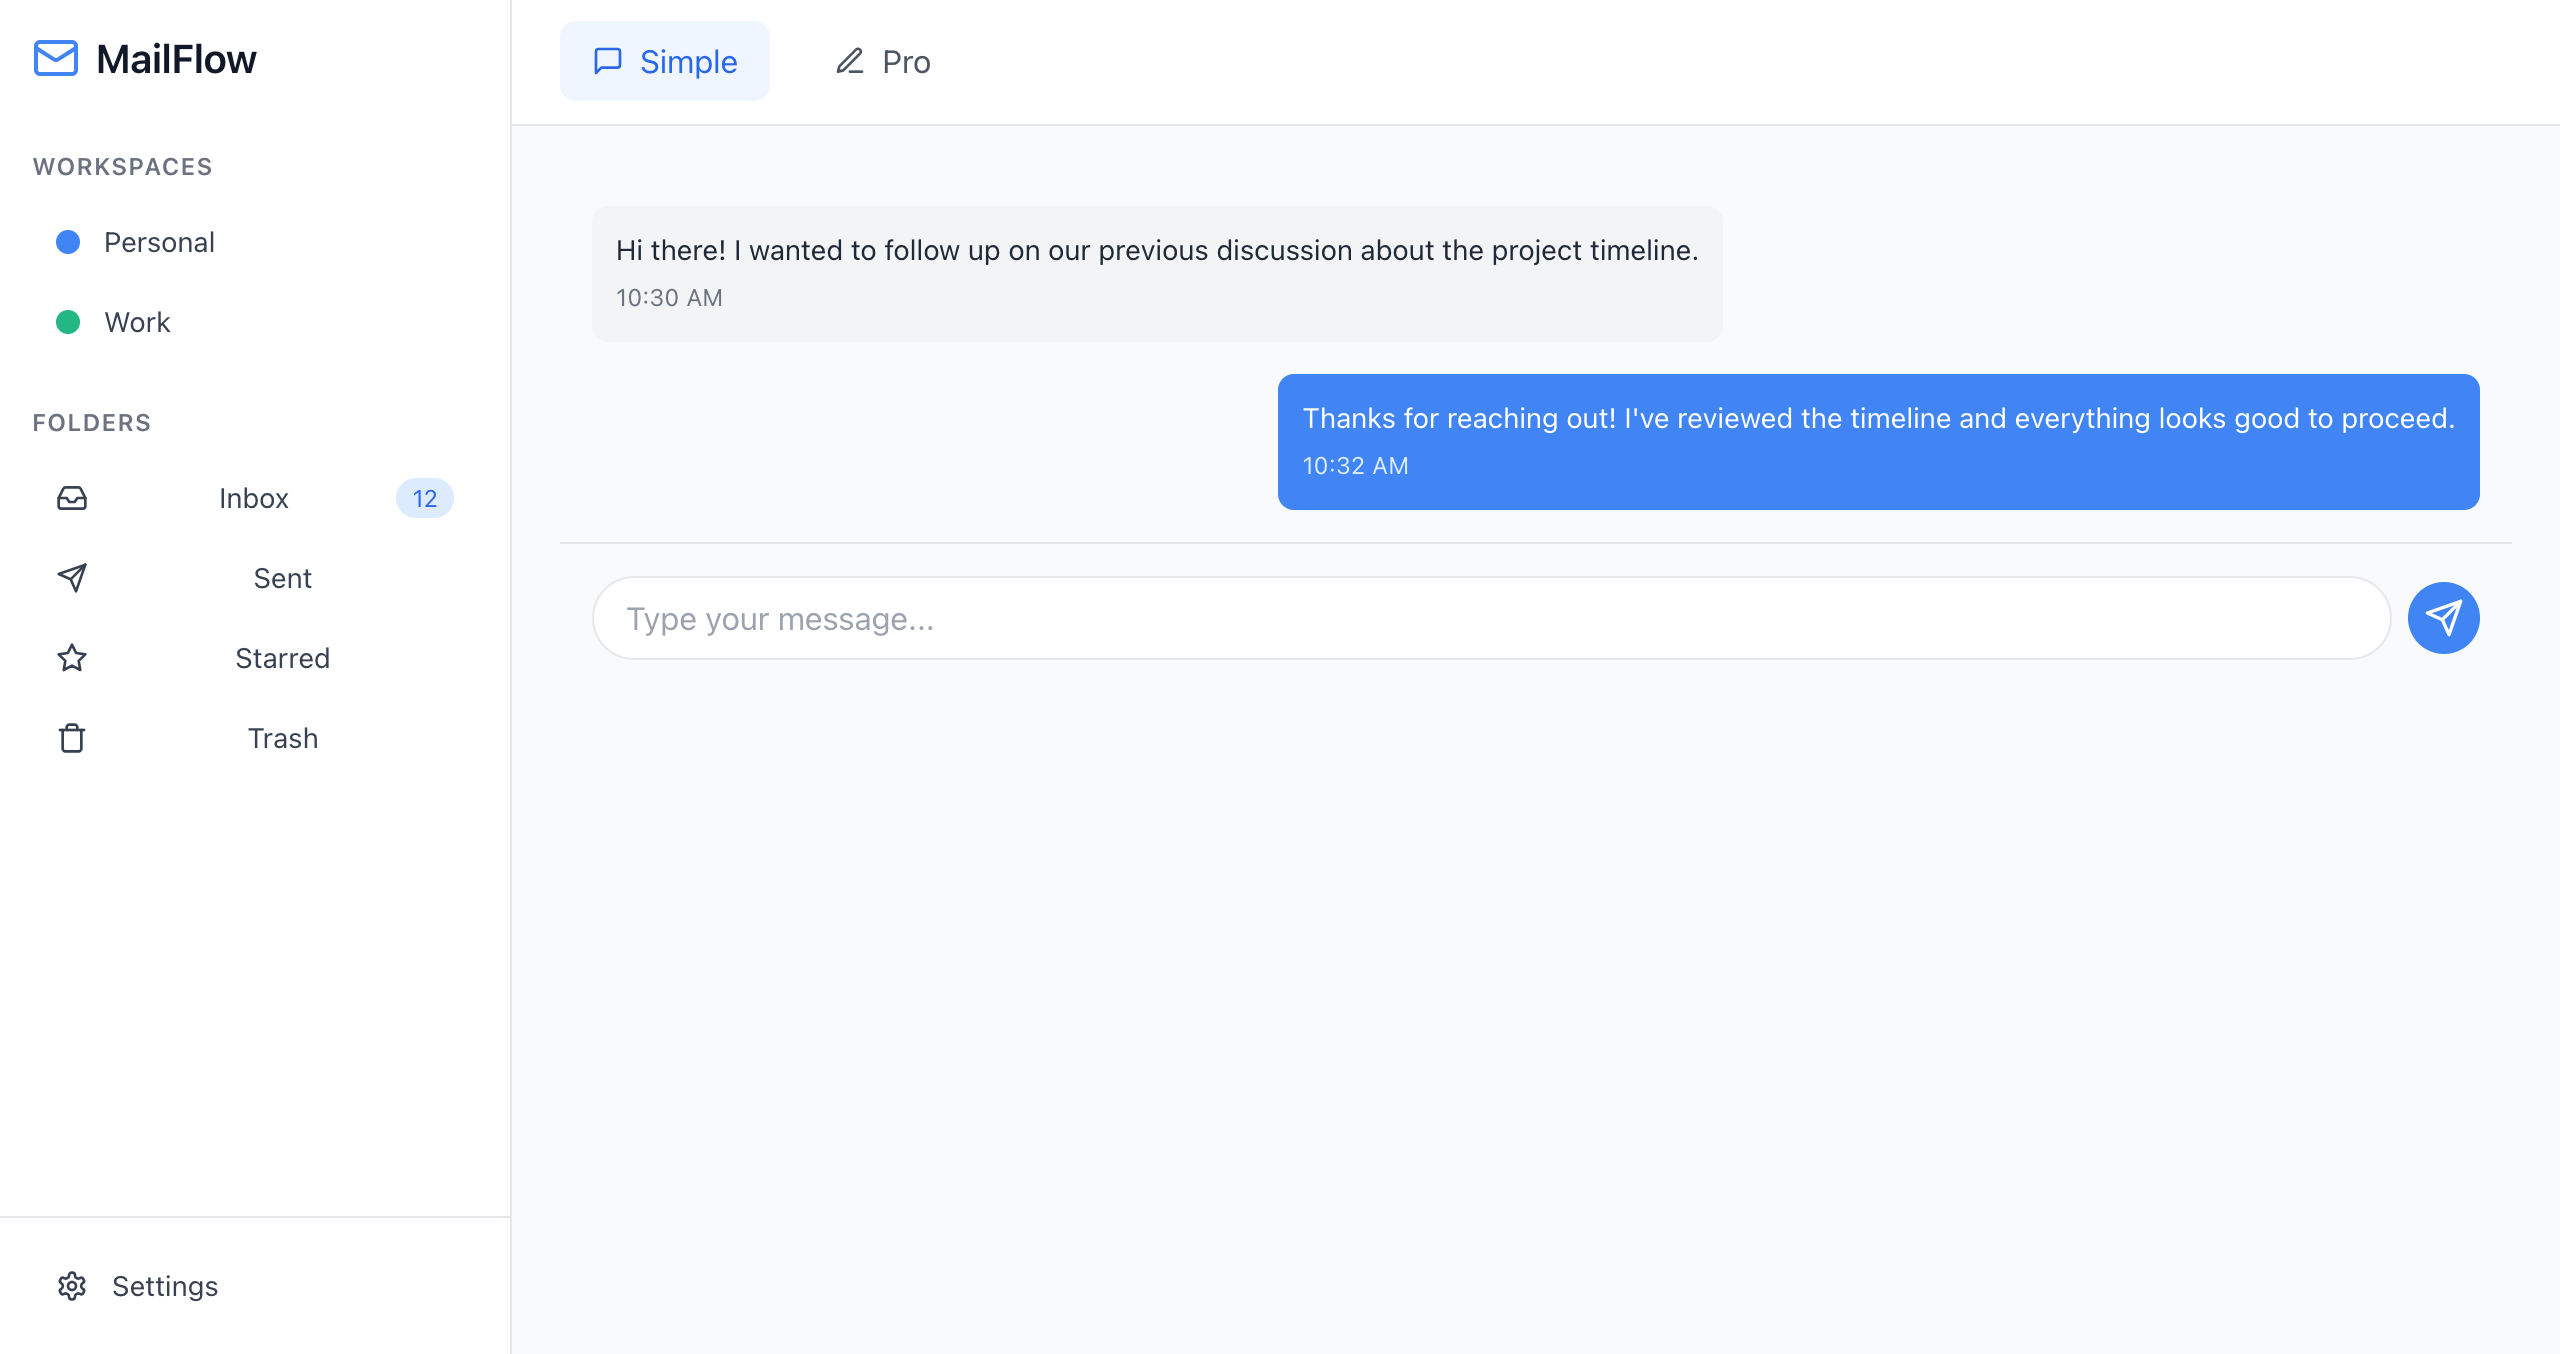 MailFlow
WORKSPACES
Personal
Work
FOLDERS
Inbox 12
Sent
Starred
Trash
Settings
Simple Pro
Hi there! I wanted to follow up on our previous discussion about the project timeline.
10:30 AM
Thanks for reaching out! I've reviewed the timeline and everything looks good to proceed.
10:32 AM
Type your message...